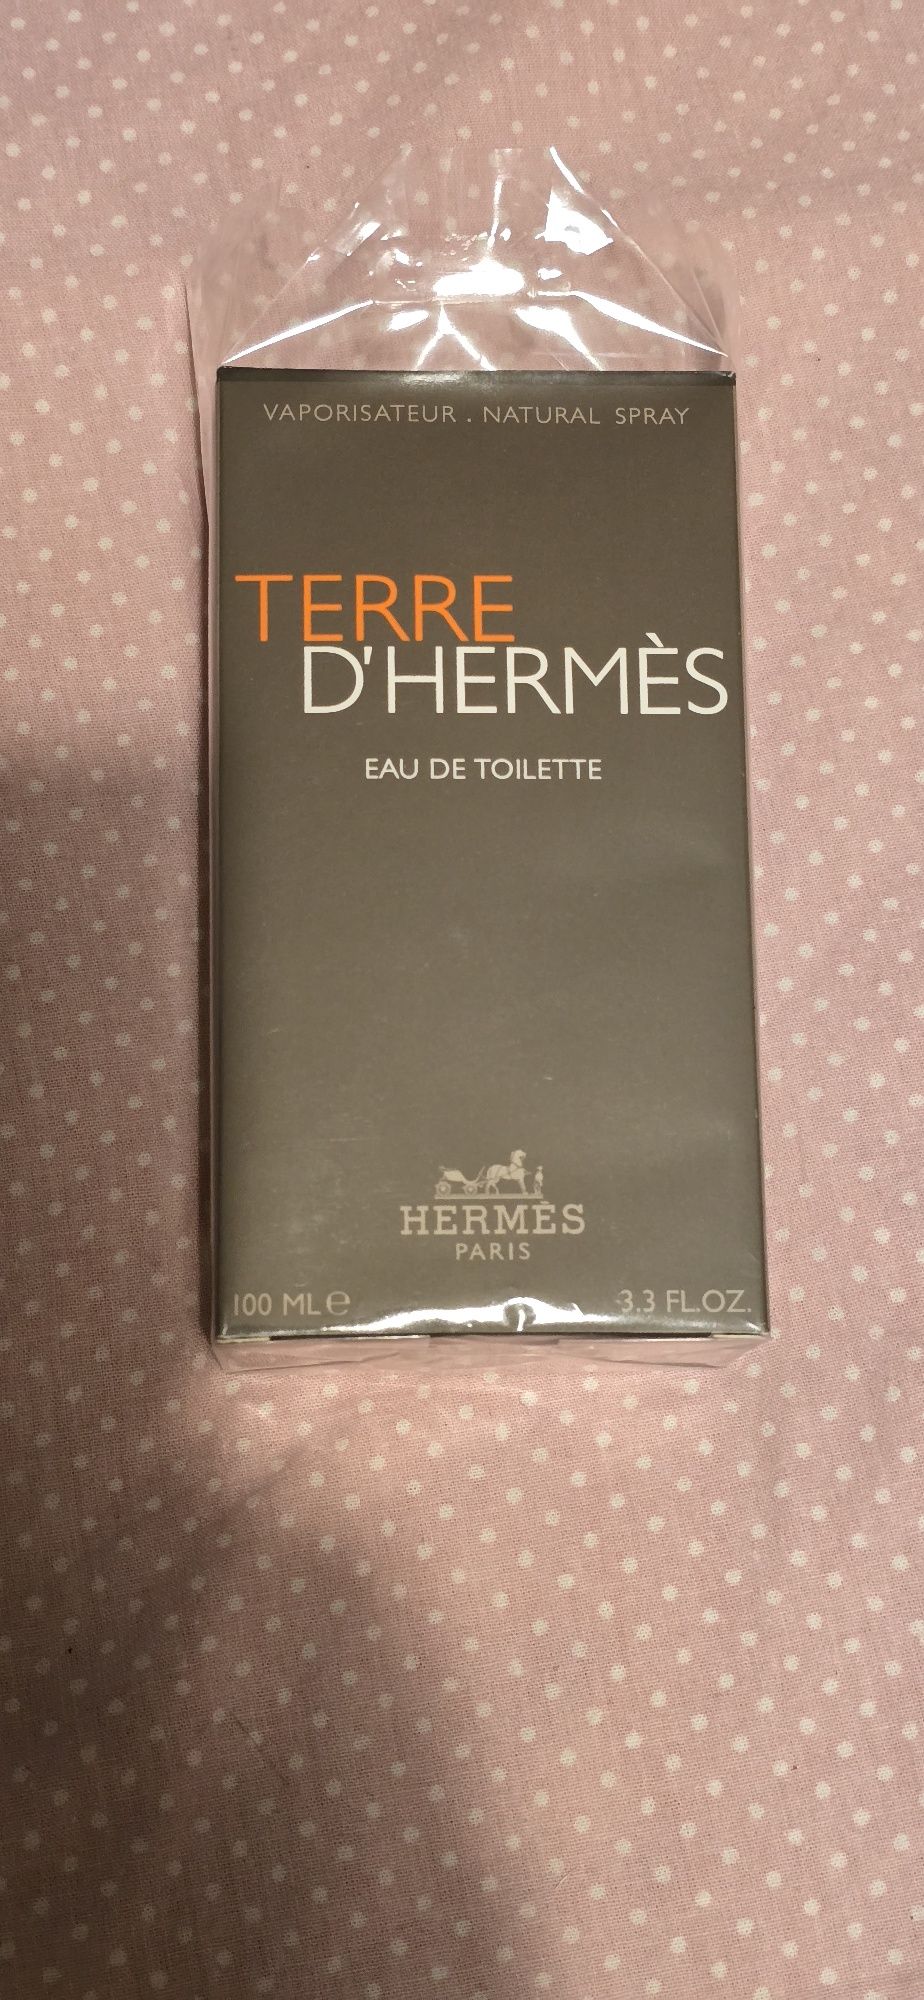 VAPORISATEUR . NATURAL SPRAY
TERRE
D'HERMÈS
EAU DE TOILETTE
HERMÈS
PARIS
100 ML ℮
3.3 FL.OZ.